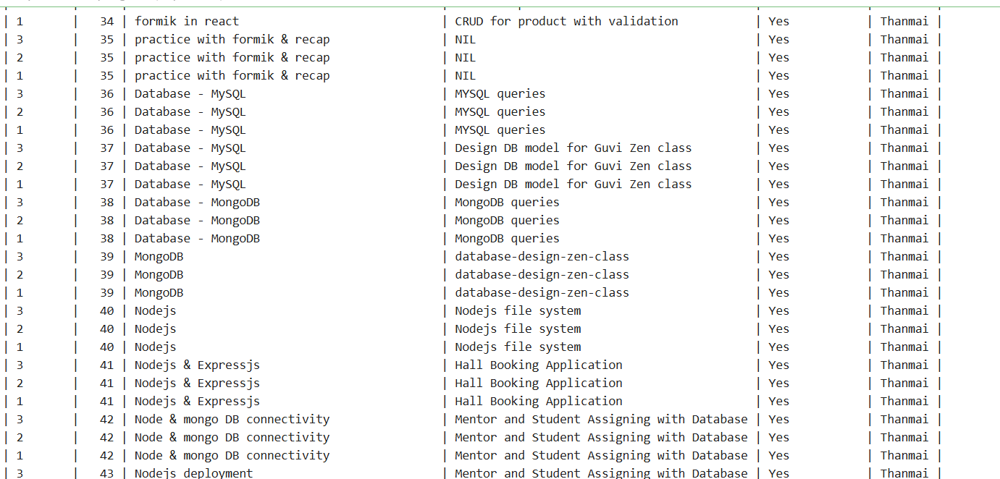 | 1 | 34 | formik in react | CRUD for product with validation | Yes | Thanmai |
| 3 | 35 | practice with formik & recap | NIL | Yes | Thanmai |
| 2 | 35 | practice with formik & recap | NIL | Yes | Thanmai |
| 1 | 35 | practice with formik & recap | NIL | Yes | Thanmai |
| 3 | 36 | Database - MySQL | MYSQL queries | Yes | Thanmai |
| 2 | 36 | Database - MySQL | MYSQL queries | Yes | Thanmai |
| 1 | 36 | Database - MySQL | MYSQL queries | Yes | Thanmai |
| 3 | 37 | Database - MySQL | Design DB model for Guvi Zen class | Yes | Thanmai |
| 2 | 37 | Database - MySQL | Design DB model for Guvi Zen class | Yes | Thanmai |
| 1 | 37 | Database - MySQL | Design DB model for Guvi Zen class | Yes | Thanmai |
| 3 | 38 | Database - MongoDB | MongoDB queries | Yes | Thanmai |
| 2 | 38 | Database - MongoDB | MongoDB queries | Yes | Thanmai |
| 1 | 38 | Database - MongoDB | MongoDB queries | Yes | Thanmai |
| 3 | 39 | MongoDB | database-design-zen-class | Yes | Thanmai |
| 2 | 39 | MongoDB | database-design-zen-class | Yes | Thanmai |
| 1 | 39 | MongoDB | database-design-zen-class | Yes | Thanmai |
| 3 | 40 | Nodejs | Nodejs file system | Yes | Thanmai |
| 2 | 40 | Nodejs | Nodejs file system | Yes | Thanmai |
| 1 | 40 | Nodejs | Nodejs file system | Yes | Thanmai |
| 3 | 41 | Nodejs & Expressjs | Hall Booking Application | Yes | Thanmai |
| 2 | 41 | Nodejs & Expressjs | Hall Booking Application | Yes | Thanmai |
| 1 | 41 | Nodejs & Expressjs | Hall Booking Application | Yes | Thanmai |
| 3 | 42 | Node & mongo DB connectivity | Mentor and Student Assigning with Database | Yes | Thanmai |
| 2 | 42 | Node & mongo DB connectivity | Mentor and Student Assigning with Database | Yes | Thanmai |
| 1 | 42 | Node & mongo DB connectivity | Mentor and Student Assigning with Database | Yes | Thanmai |
| 3 | 43 | Nodejs deployment | Mentor and Student Assigning with Database | Yes | Thanmai |